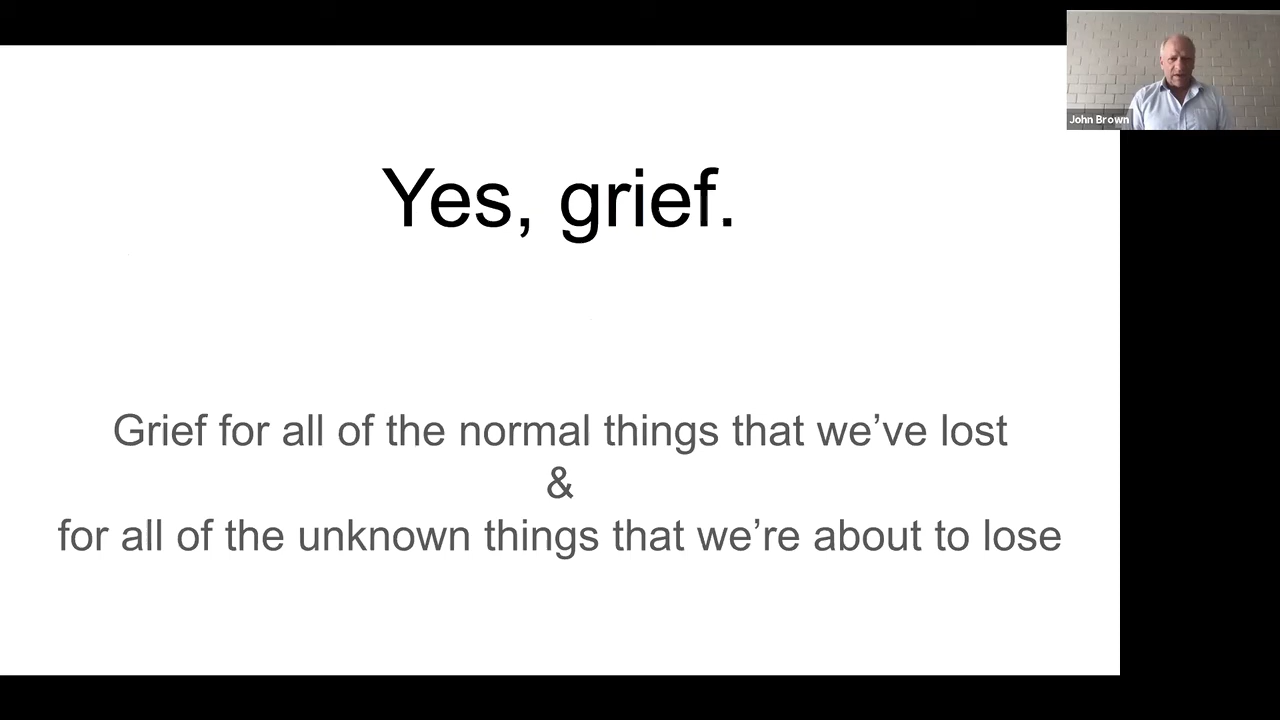 John Brown
Yes, grief.
Grief for all of the normal things that we’ve lost
&
for all of the unknown things that we’re about to lose